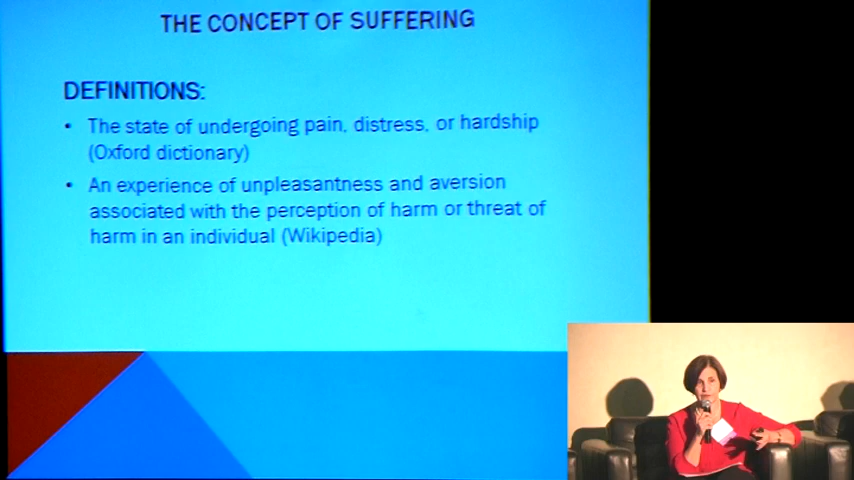 THE CONCEPT OF SUFFERING
DEFINITIONS:
• The state of undergoing pain, distress, or hardship
(Oxford dictionary)
• An experience of unpleasantness and aversion
associated with the perception of harm or threat of
harm in an individual (Wikipedia)